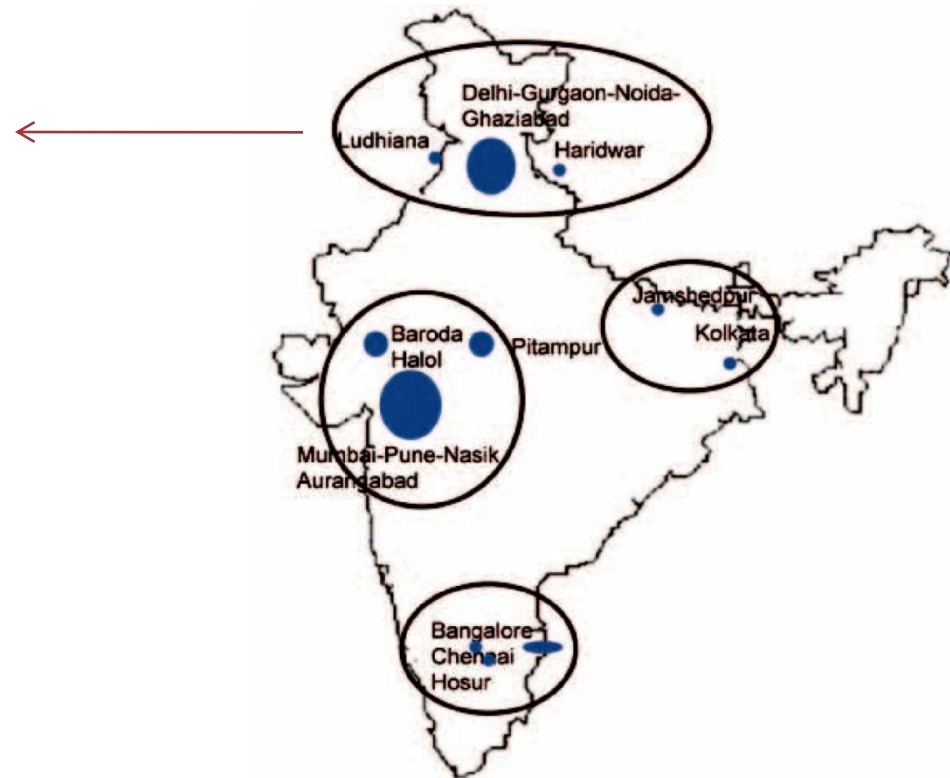 Delhi-Gurgaon-Noida-
Ghaziabad
Ludhiana
Haridwar
Jamshedpur
Kolkata
Baroda
Halol
Pitampur
Mumbai-Pune-Nasik
Aurangabad
Bangalore
Chennai
Hosur